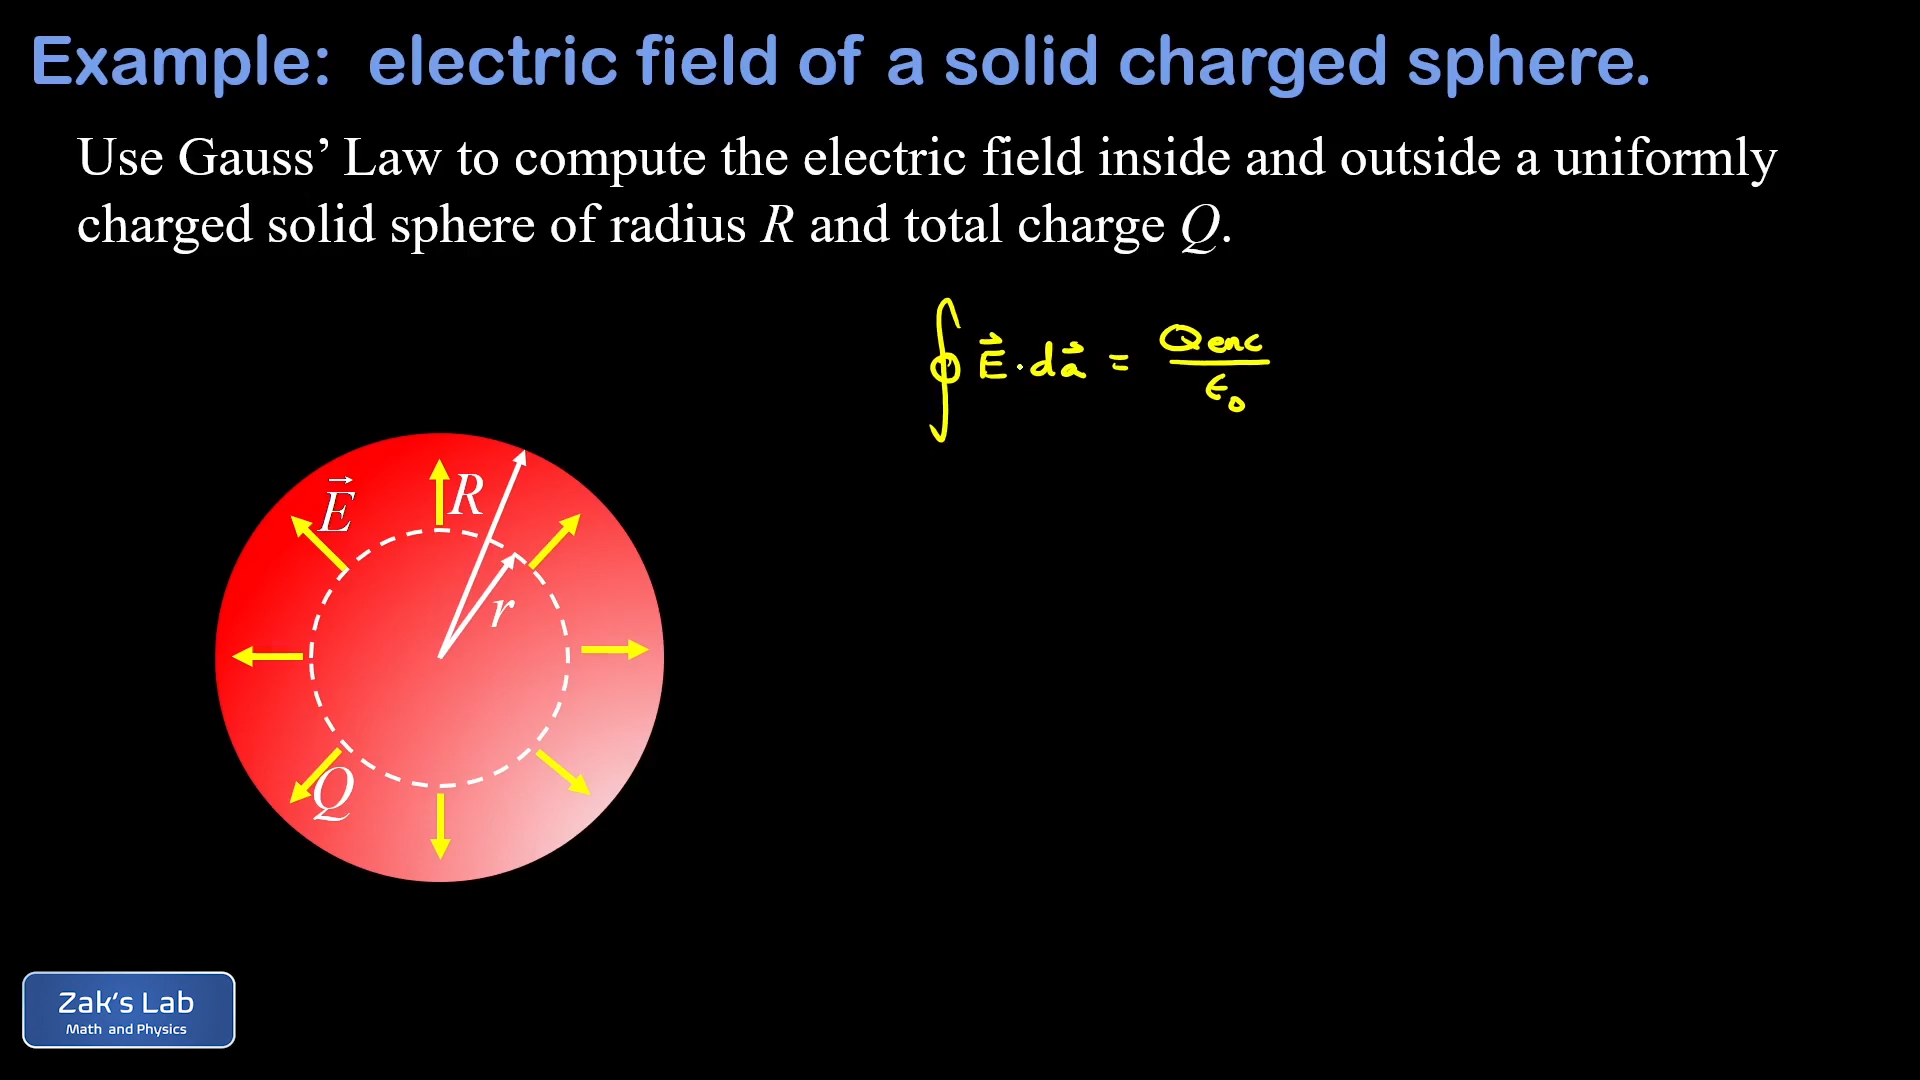 Example: electric field of a solid charged sphere.
Use Gauss’ Law to compute the electric field inside and outside a uniformly
charged solid sphere of radius R and total charge Q.
∮ E⃗ · da⃗ = Qenc / ε₀
E⃗
R
r
Q
Zak’s Lab
Math and Physics